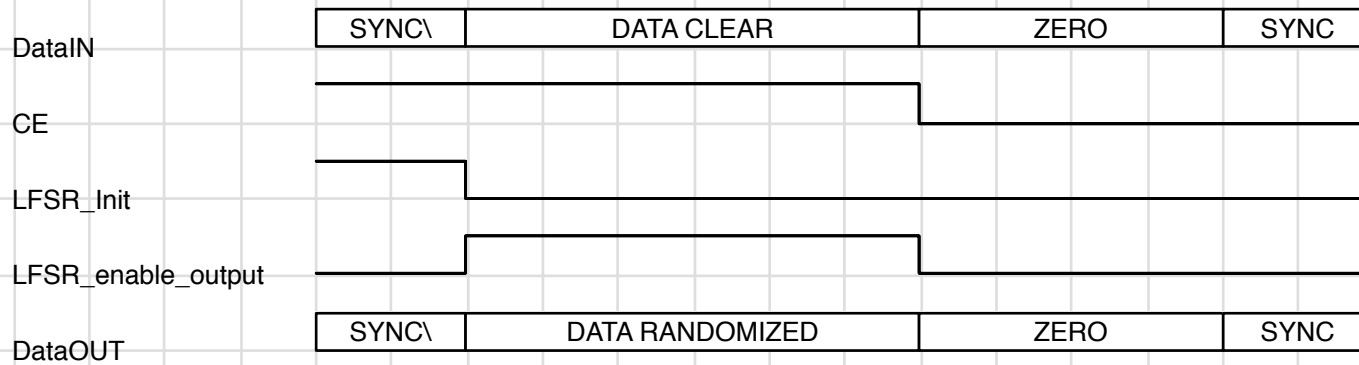 DataIN SYNC\ DATA CLEAR ZERO SYNC
CE
LFSR_Init
LFSR_enable_output
DataOUT SYNC\ DATA RANDOMIZED ZERO SYNC